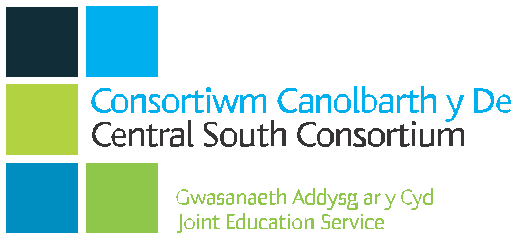 Consortiwm Canolbarth y De
Central South Consortium
Gwasanaeth Addysg ar y Cyd
Joint Education Service